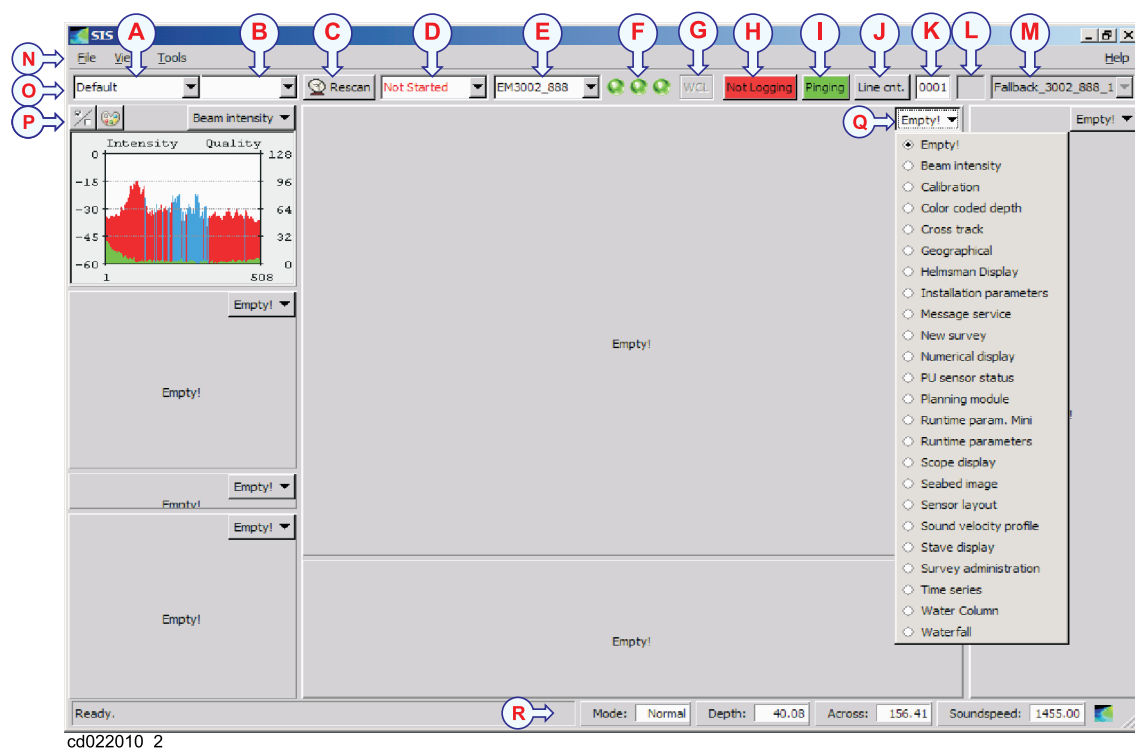 SIS
A B C D E F G H I J K L M
N File View Tools Help
O Default Rescan Not Started EM3002_888 WCL Not Logging Pinging Line cnt. 0001 Fallback_3002_888_1
P Beam intensity Q Empty! Empty!
Intensity Quality
0 128
-15 96
-30 64
-45 32
-60 0
1 508
Empty!
Empty!
Empty!
Empty!
Empty!
Empty!
Empty!
Empty!
Empty!
Beam intensity
Calibration
Color coded depth
Cross track
Geographical
Helmsman Display
Installation parameters
Message service
New survey
Numerical display
PU sensor status
Planning module
Runtime param. Mini
Runtime parameters
Scope display
Seabed image
Sensor layout
Sound velocity profile
Stave display
Survey administration
Time series
Water Column
Waterfall
!
Ready. R Mode: Normal Depth: 40.08 Across: 156.41 Soundspeed: 1455.00
cd022010_2